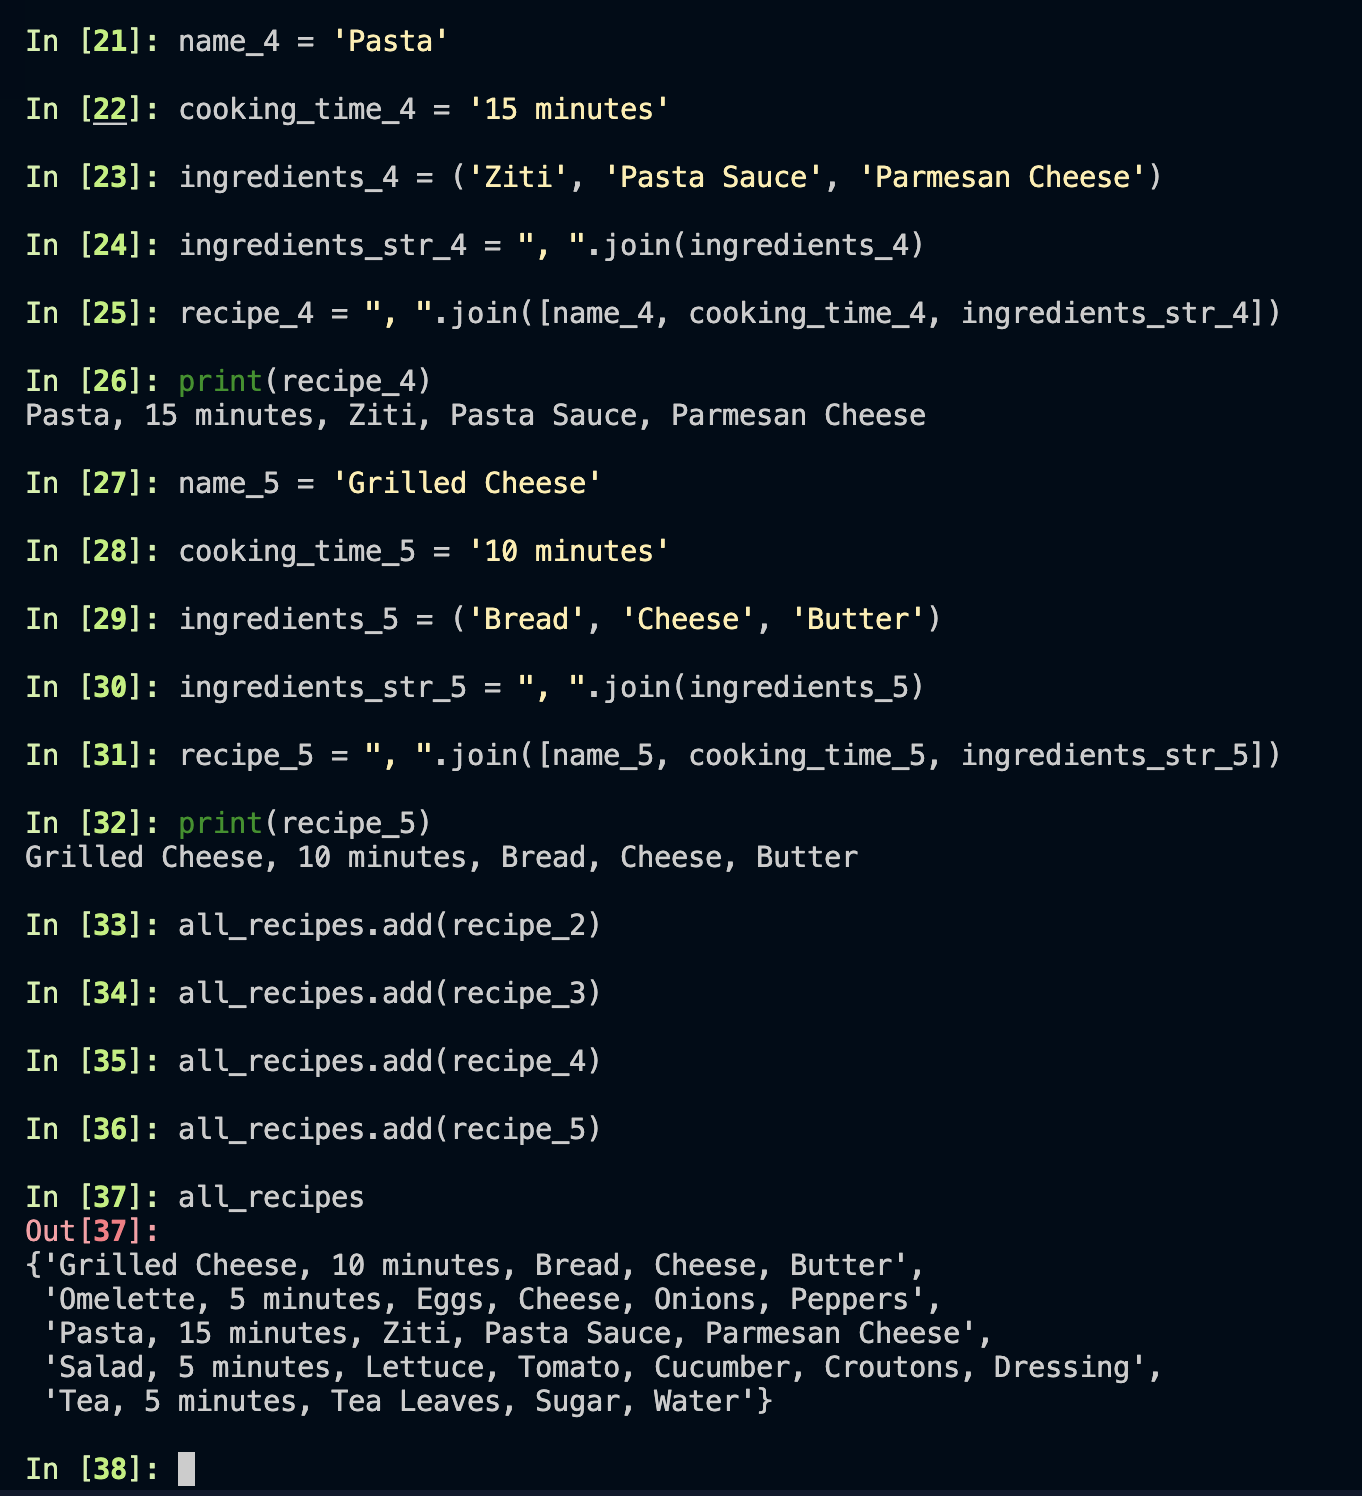 In [21]: name_4 = 'Pasta'
In [22]: cooking_time_4 = '15 minutes'
In [23]: ingredients_4 = ('Ziti', 'Pasta Sauce', 'Parmesan Cheese')
In [24]: ingredients_str_4 = ", ".join(ingredients_4)
In [25]: recipe_4 = ", ".join([name_4, cooking_time_4, ingredients_str_4])
In [26]: print(recipe_4)
Pasta, 15 minutes, Ziti, Pasta Sauce, Parmesan Cheese
In [27]: name_5 = 'Grilled Cheese'
In [28]: cooking_time_5 = '10 minutes'
In [29]: ingredients_5 = ('Bread', 'Cheese', 'Butter')
In [30]: ingredients_str_5 = ", ".join(ingredients_5)
In [31]: recipe_5 = ", ".join([name_5, cooking_time_5, ingredients_str_5])
In [32]: print(recipe_5)
Grilled Cheese, 10 minutes, Bread, Cheese, Butter
In [33]: all_recipes.add(recipe_2)
In [34]: all_recipes.add(recipe_3)
In [35]: all_recipes.add(recipe_4)
In [36]: all_recipes.add(recipe_5)
In [37]: all_recipes
Out[37]:
{'Grilled Cheese, 10 minutes, Bread, Cheese, Butter',
 'Omelette, 5 minutes, Eggs, Cheese, Onions, Peppers',
 'Pasta, 15 minutes, Ziti, Pasta Sauce, Parmesan Cheese',
 'Salad, 5 minutes, Lettuce, Tomato, Cucumber, Croutons, Dressing',
 'Tea, 5 minutes, Tea Leaves, Sugar, Water'}
In [38]: